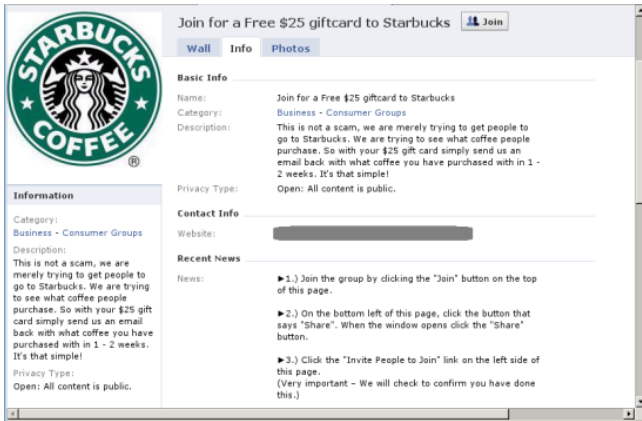 STARBUCKS
COFFEE
®
Join for a Free $25 giftcard to Starbucks
Join
Wall
Info
Photos
Basic Info
Name:
Join for a Free $25 giftcard to Starbucks
Category:
Business - Consumer Groups
Description:
This is not a scam, we are merely trying to get people to
go to Starbucks. We are trying to see what coffee people
purchase. So with your $25 gift card simply send us an
email back with what coffee you have purchased with in 1 -
2 weeks. It's that simple!
Privacy Type:
Open: All content is public.
Contact Info
Website:
Recent News
News:
►1.) Join the group by clicking the "Join" button on the top
of this page.
►2.) On the bottom left of this page, click the button that
says "Share". When the window opens click the "Share"
button.
►3.) Click the "Invite People to Join" link on the left side of
this page.
(Very important – We will check to confirm you have done
this.)
Information
Category:
Business - Consumer Groups
Description:
This is not a scam, we are
merely trying to get people to
go to Starbucks. We are trying
to see what coffee people
purchase. So with your $25 gift
card simply send us an email
back with what coffee you have
purchased with in 1 - 2 weeks.
It's that simple!
Privacy Type:
Open: All content is public.